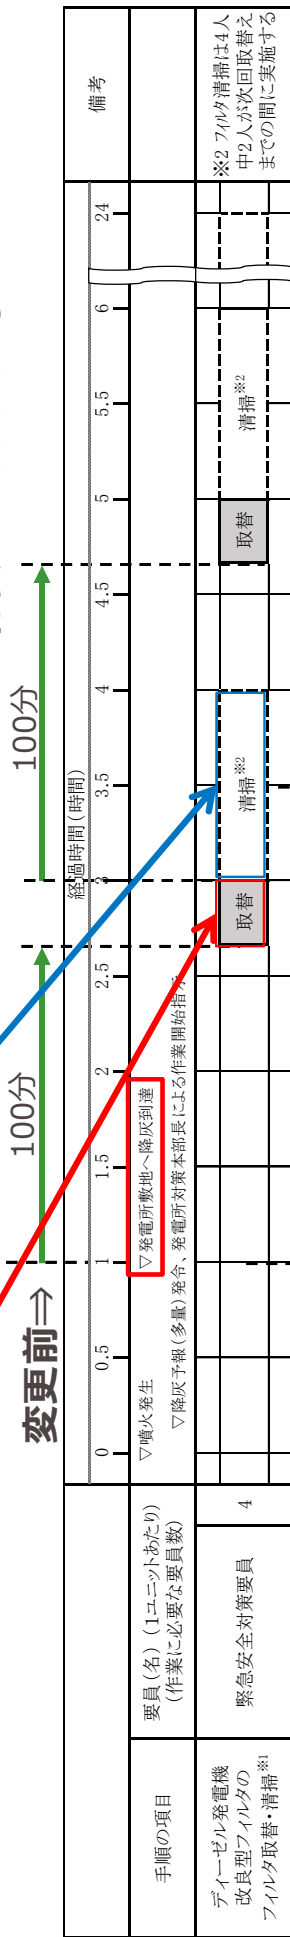 変更前⇒
100分
100分
経過時間(時間)
備考
0 0.5 1 1.5 2 2.5 3 3.5 4 4.5 5 5.5 6 24
手順の項目
要員(名)(1ユニットあたり)
(作業に必要な要員数)
▽噴火発生
▽発電所敷地へ降灰到達
▽降灰予報(多量)発令、発電所対策本部長による作業開始指示
ディーゼル発電機
改良型フィルタの
フィルタ取替・清掃※1
緊急安全対策要員
4
取替
清掃※2
取替
清掃※2
※2 フィルタ清掃は4人
中2人が次回取替え
までの間に実施する